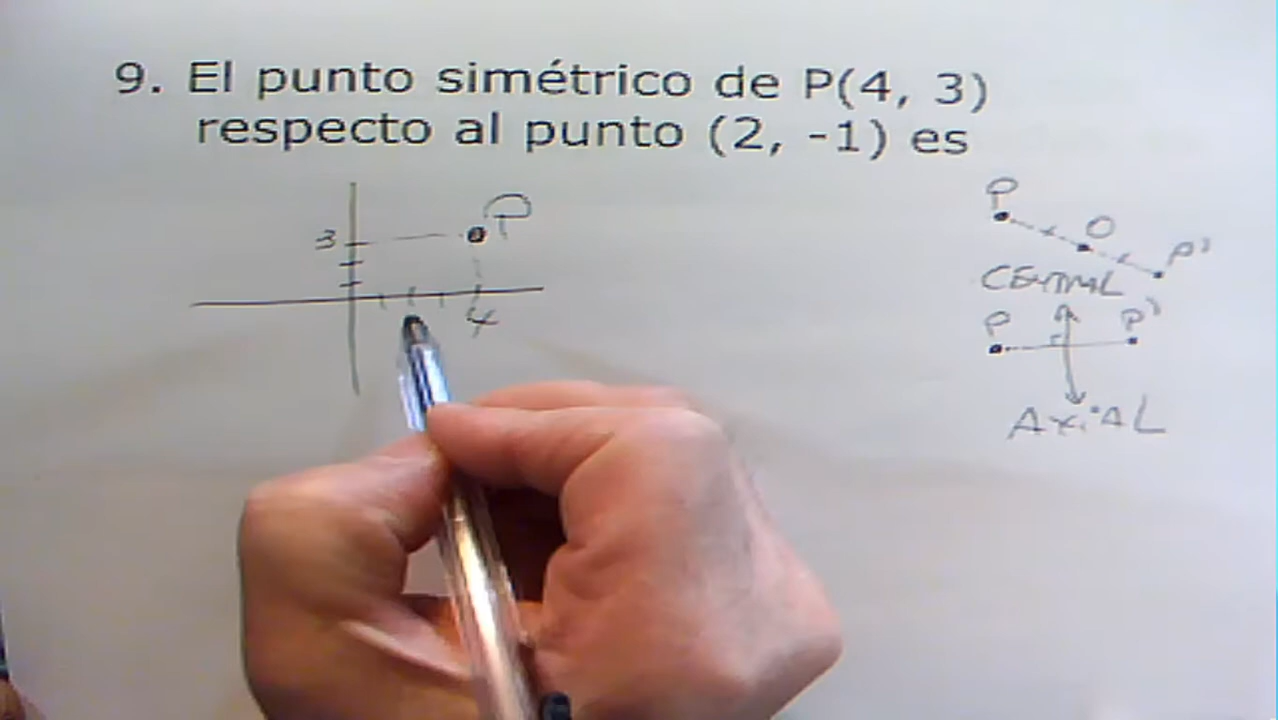 9. El punto simétrico de P(4, 3)
respecto al punto (2, -1) es
P
3
4
P
O
P'
CENTRAL
P
P'
AXIAL